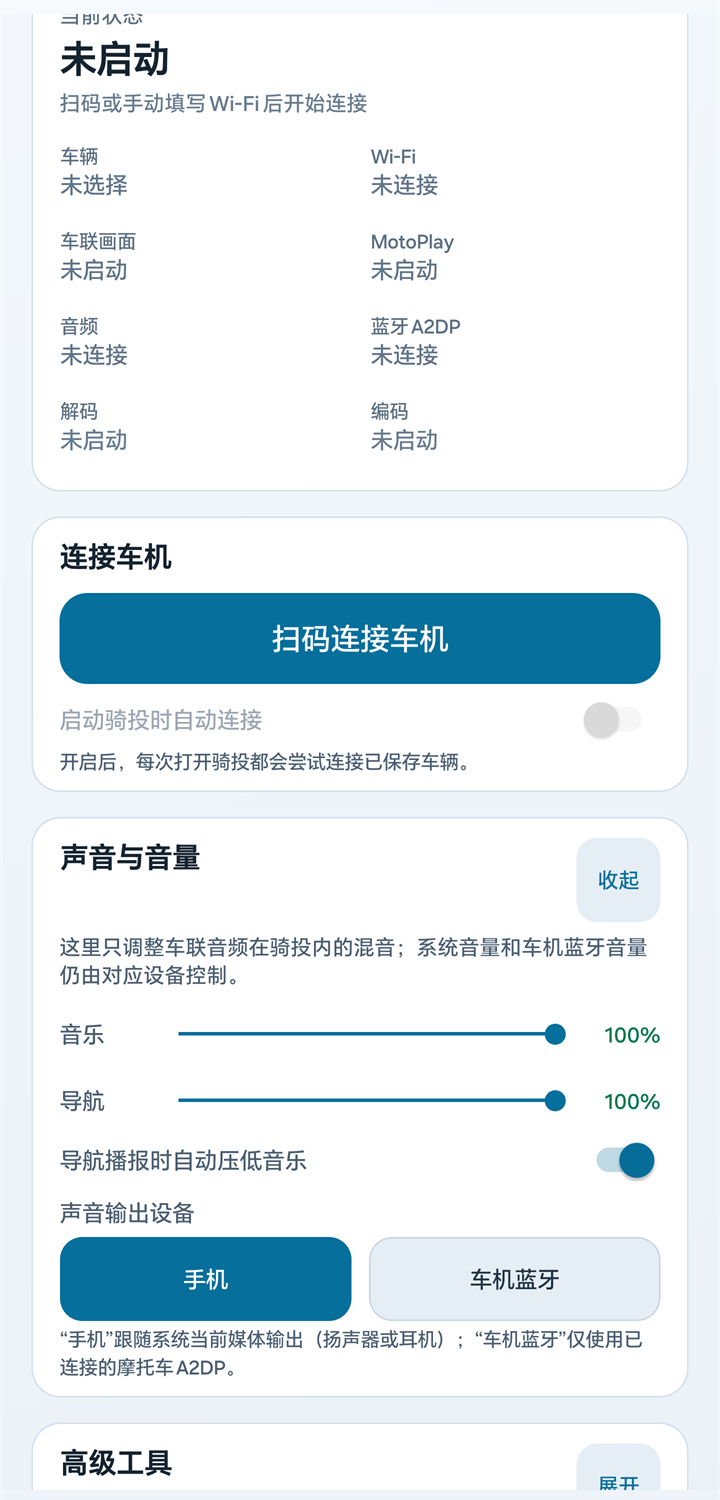 当前状态
未启动
扫码或手动填写 Wi-Fi 后开始连接
车辆
未选择
Wi-Fi
未连接
车联画面
未启动
MotoPlay
未启动
音频
未连接
蓝牙 A2DP
未连接
解码
未启动
编码
未启动
连接车机
扫码连接车机
启动骑投时自动连接
开启后，每次打开骑投都会尝试连接已保存车辆。
声音与音量
收起
这里只调整车联音频在骑投内的混音；系统音量和车机蓝牙音量
仍由对应设备控制。
音乐
100%
导航
100%
导航播报时自动压低音乐
声音输出设备
手机
车机蓝牙
“手机”跟随系统当前媒体输出（扬声器或耳机）；“车机蓝牙”仅使用已
连接的摩托车 A2DP。
高级工具
展开